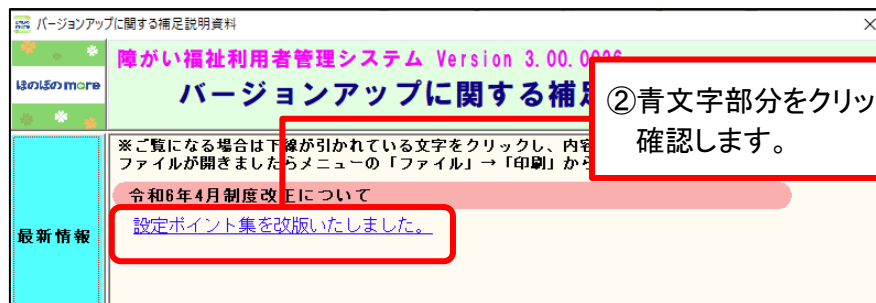 バージョンアップに関する補足説明資料
障がい福祉利用者管理システム Version 3.00.0
ほのぼのmore
バージョンアップに関する補
②青文字部分をクリッ
確認します。
※ご覧になる場合は下線が引かれている文字をクリックし、内容
ファイルが開きましたらメニューの「ファイル」→「印刷」から
令和6年4月制度改正について
設定ポイント集を改版いたしました。
最新情報